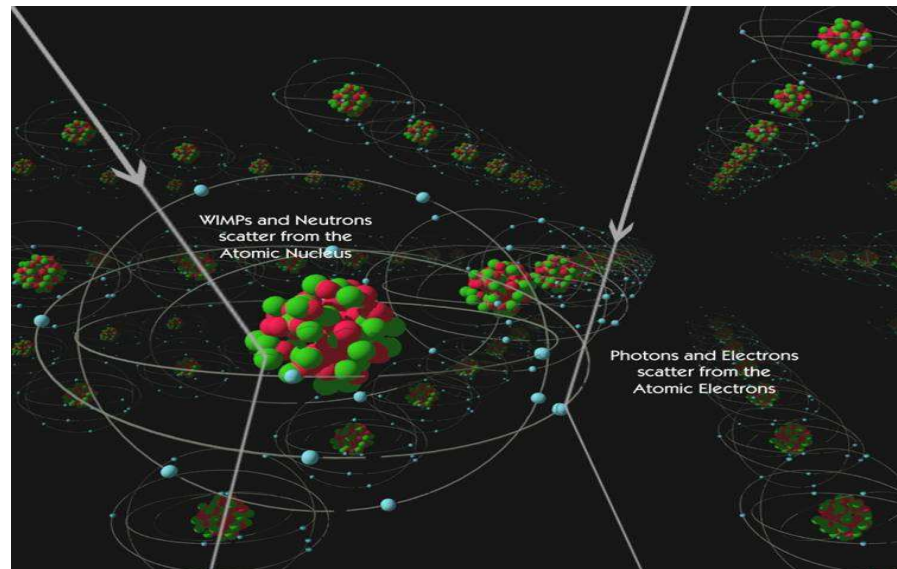 WIMPs and Neutrons
scatter from the
Atomic Nucleus
Photons and Electrons
scatter from the
Atomic Electrons